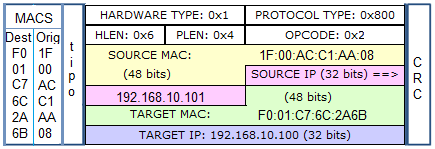 MACS
Dest Orig
F0 1F
01 00
C7 AC
6C C1
2A AA
6B 08
tipo
HARDWARE TYPE: 0x1 PROTOCOL TYPE: 0x800
HLEN: 0x6 PLEN: 0x4 OPCODE: 0x2
SOURCE MAC: 1F:00:AC:C1:AA:08
(48 bits) SOURCE IP (32 bits) ==>
192.168.10.101 (48 bits)
TARGET MAC: F0:01:C7:6C:2A6B
TARGET IP: 192.168.10.100 (32 bits)
CRC